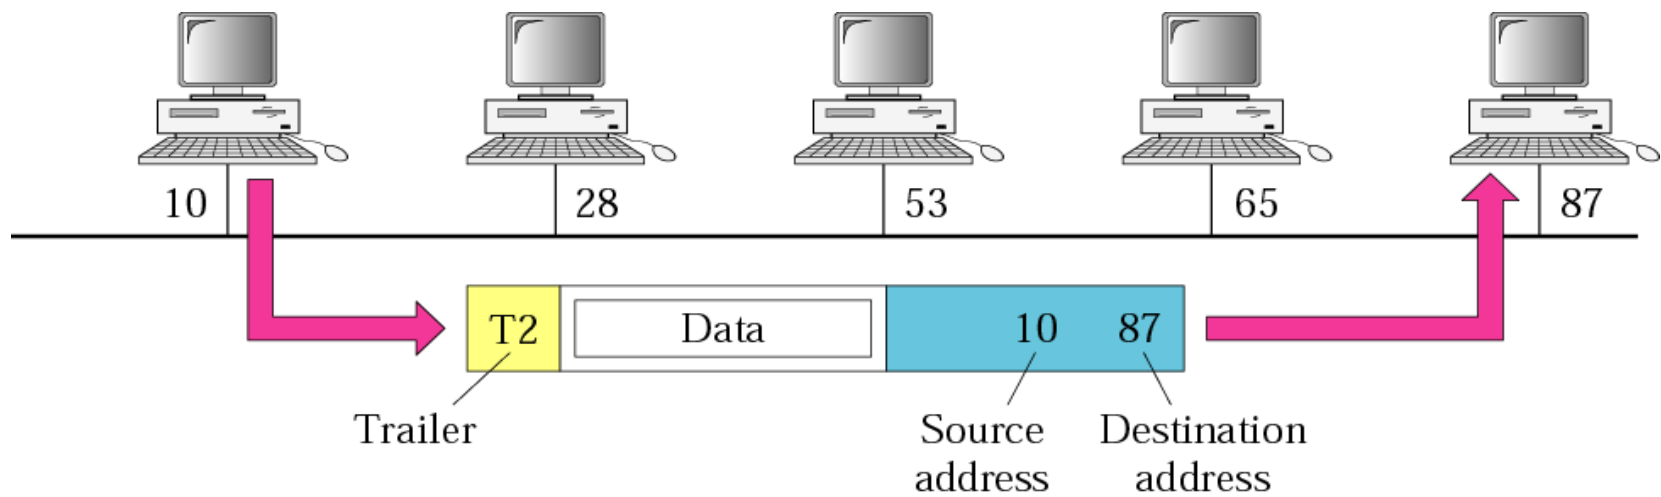 10
28
53
65
87
T2
Data
10
87
Trailer
Source
address
Destination
address